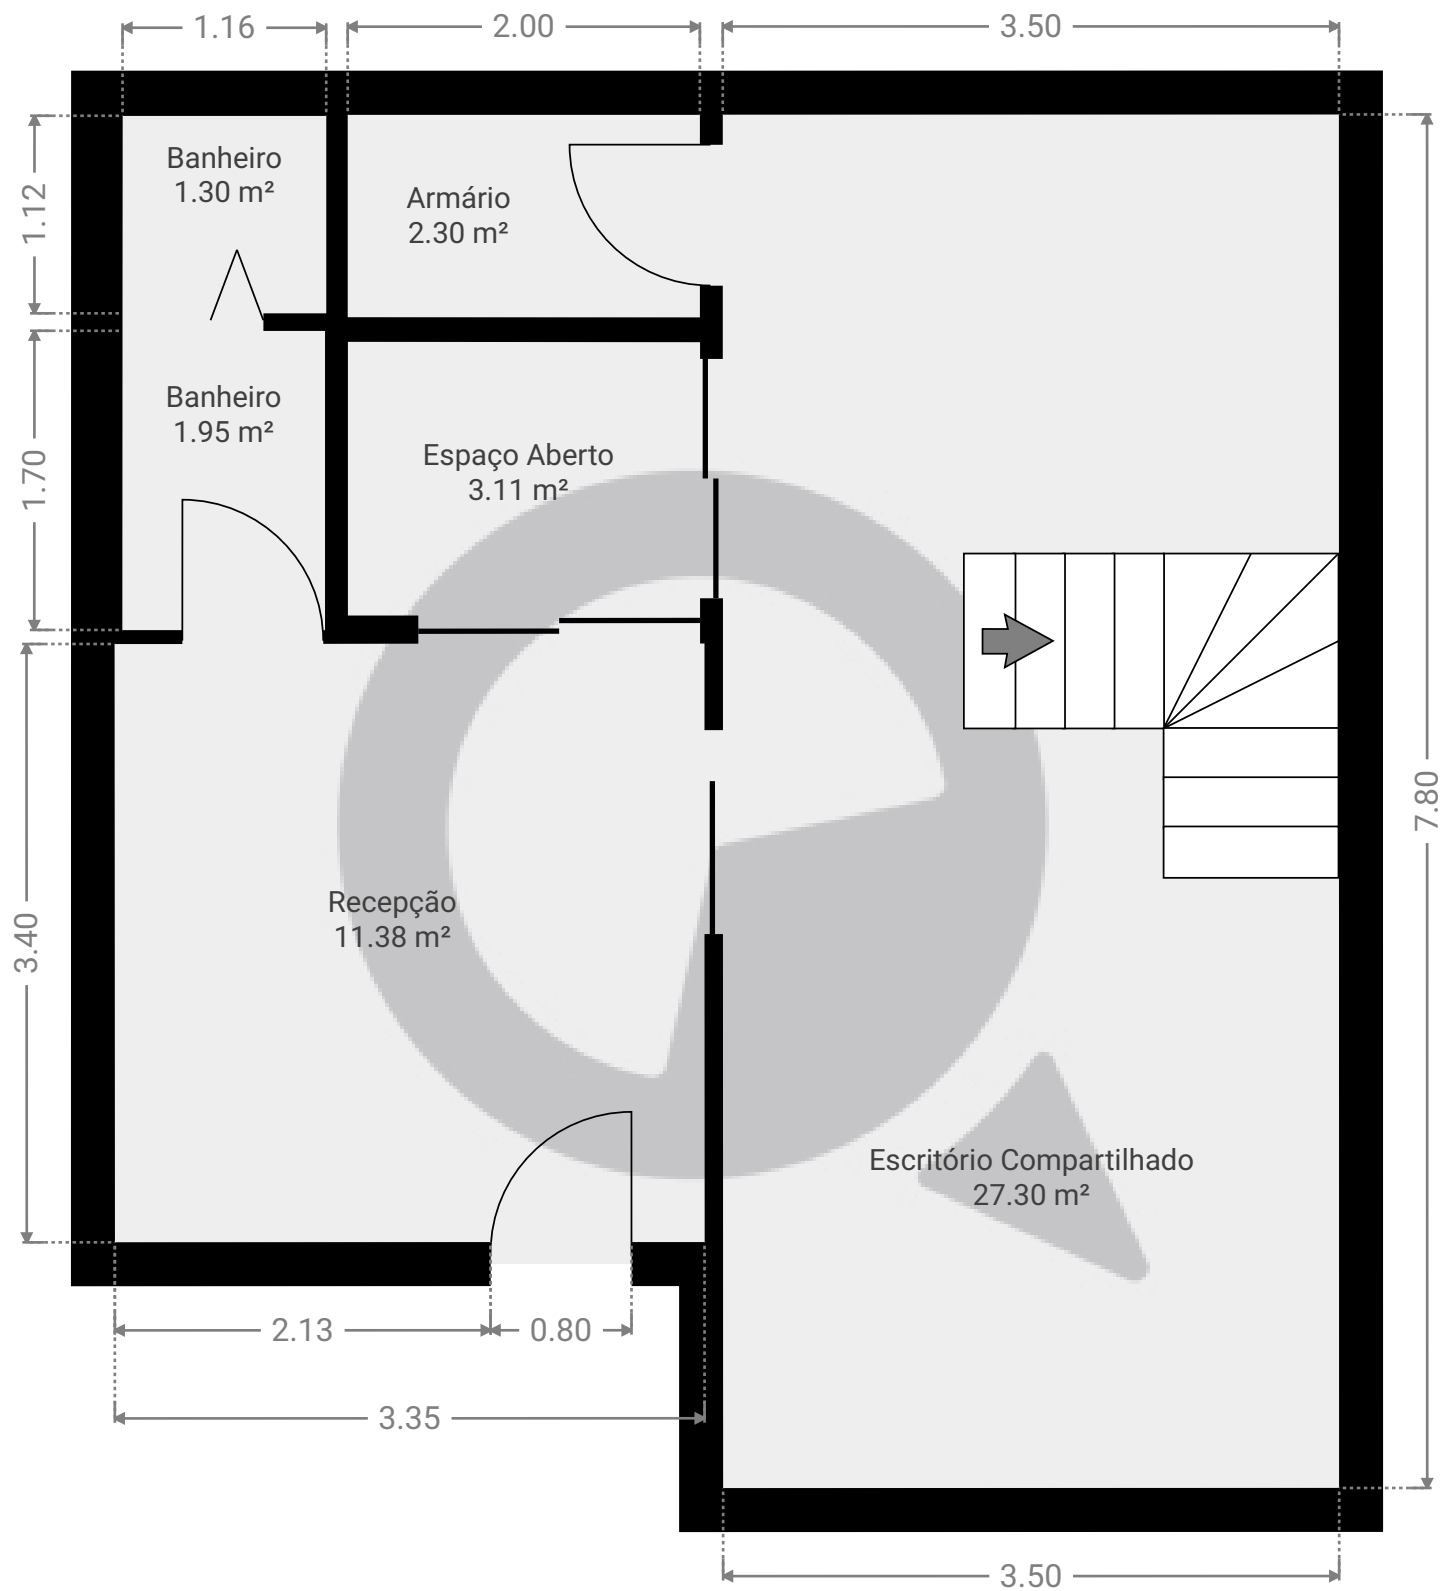 1.16
2.00
3.50
Banheiro
1.30 m²
Armário
2.30 m²
1.12
Banheiro
1.95 m²
Espaço Aberto
3.11 m²
1.70
7.80
Recepção
11.38 m²
3.40
Escritório Compartilhado
27.30 m²
2.13
0.80
3.35
3.50